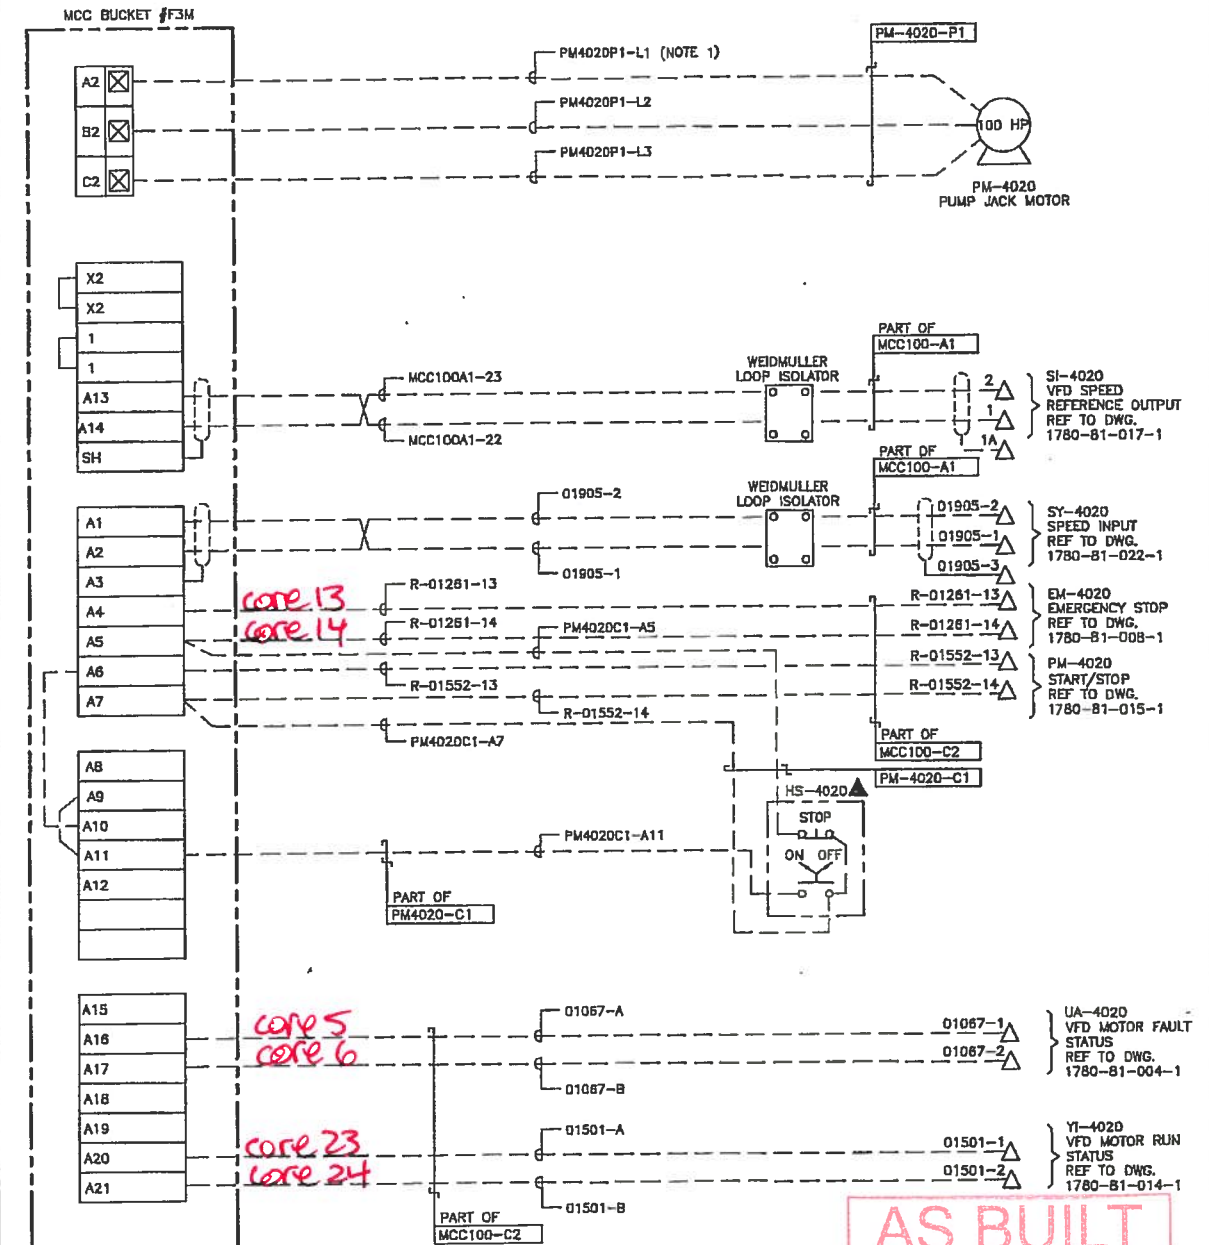 MCC BUCKET #F3M
PM-4020-P1
PM4020P1-L1 (NOTE 1)
A2
PM4020P1-L2
B2
100 HP
PM4020P1-L3
C2
PM-4020
PUMP JACK MOTOR
X2
X2
1
1
A13
A14
SH
MCC100A1-23
MCC100A1-22
WEIDMULLER
LOOP ISOLATOR
PART OF
MCC100-A1
2
1
1A
SI-4020
VFD SPEED
REFERENCE OUTPUT
REF TO DWG.
1780-81-017-1
PART OF
MCC100-A1
A1
A2
A3
A4
A5
A6
A7
01905-2
01905-1
WEIDMULLER
LOOP ISOLATOR
01905-2
01905-1
01905-3
SY-4020
SPEED INPUT
REF TO DWG.
1780-81-022-1
core 13
core 14
R-01261-13
R-01261-14
PM4020C1-A5
R-01552-13
R-01552-14
PM4020C1-A7
R-01261-13
R-01261-14
R-01552-13
R-01552-14
EM-4020
EMERGENCY STOP
REF TO DWG.
1780-81-008-1
PM-4020
START/STOP
REF TO DWG.
1780-81-015-1
PART OF
MCC100-C2
PM-4020-C1
A8
A9
A10
A11
A12
PM4020C1-A11
PART OF
PM4020-C1
HS-4020
STOP
ON OFF
A15
A16
A17
A18
A19
A20
A21
core 5
core 6
01067-A
01067-B
01067-1
01067-2
UA-4020
VFD MOTOR FAULT
STATUS
REF TO DWG.
1780-81-004-1
core 23
core 24
01501-A
01501-B
01501-1
01501-2
YI-4020
VFD MOTOR RUN
STATUS
REF TO DWG.
1780-81-014-1
PART OF
MCC100-C2
AS BUILT